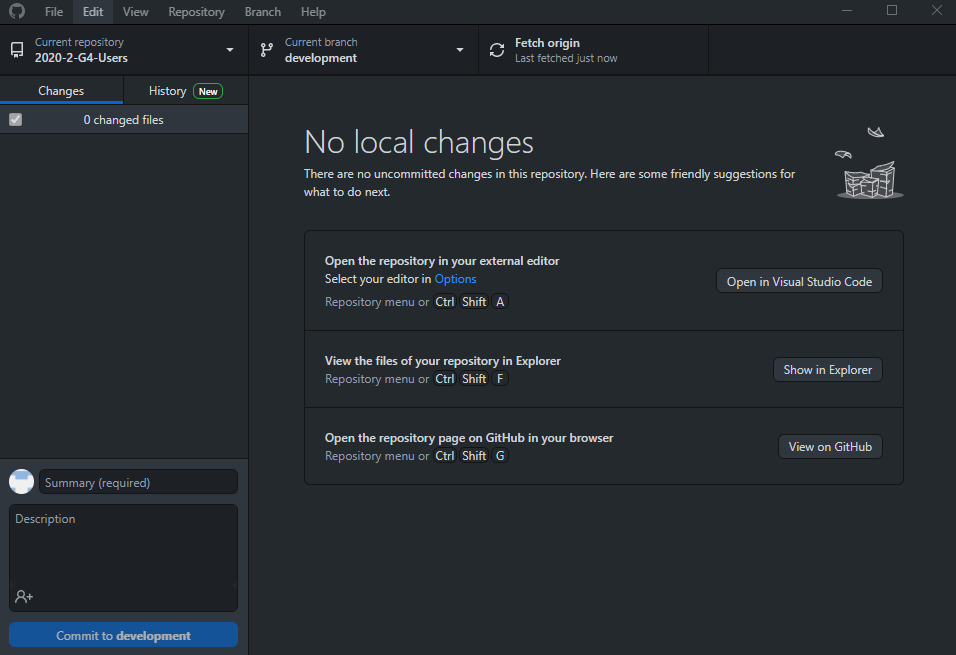 File Edit View Repository Branch Help
Current repository
2020-2-G4-Users
Current branch
development
Fetch origin
Last fetched just now
Changes
History New
0 changed files
No local changes
There are no uncommitted changes in this repository. Here are some friendly suggestions for
what to do next.
Open the repository in your external editor
Select your editor in Options
Repository menu or Ctrl Shift A
Open in Visual Studio Code
View the files of your repository in Explorer
Repository menu or Ctrl Shift F
Show in Explorer
Open the repository page on GitHub in your browser
Repository menu or Ctrl Shift G
View on GitHub
Summary (required)
Description
Commit to development